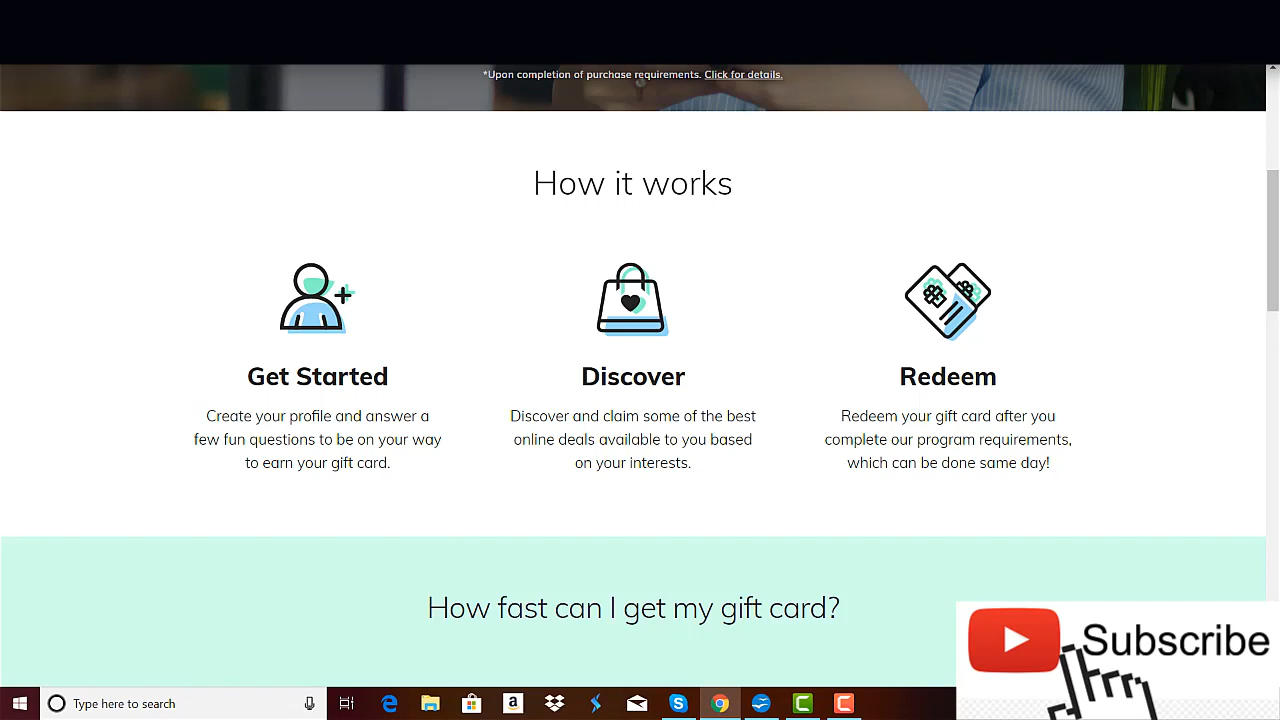 *Upon completion of purchase requirements. Click for details.
How it works
Get Started
Create your profile and answer a
few fun questions to be on your way
to earn your gift card.
Discover
Discover and claim some of the best
online deals available to you based
on your interests.
Redeem
Redeem your gift card after you
complete our program requirements,
which can be done same day!
How fast can I get my gift card?
Subscribe
Type here to search